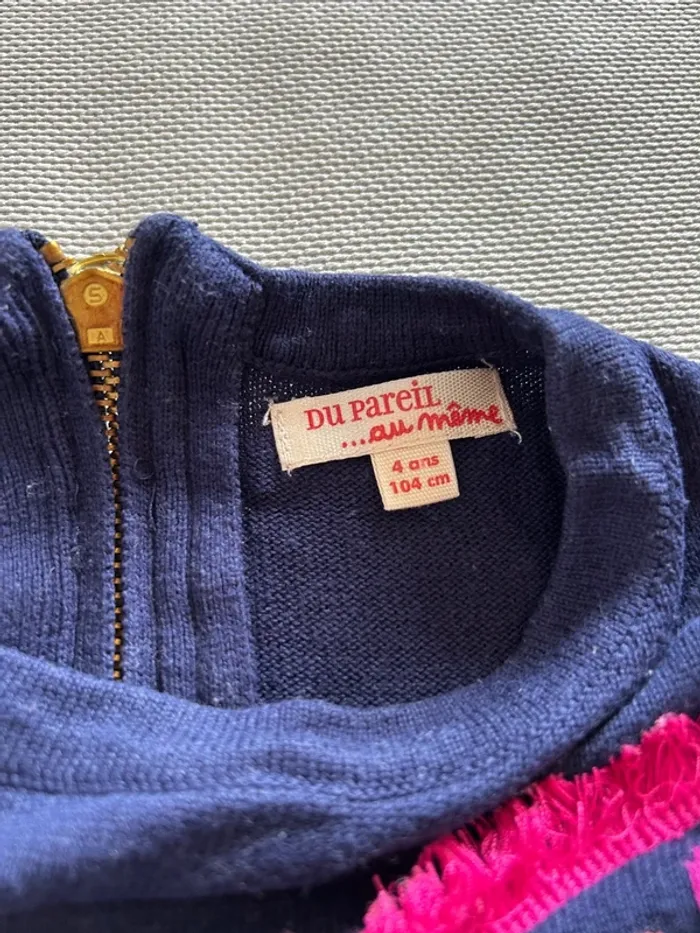 S
A
DU PAREIL
...au même
4 ans
104 cm